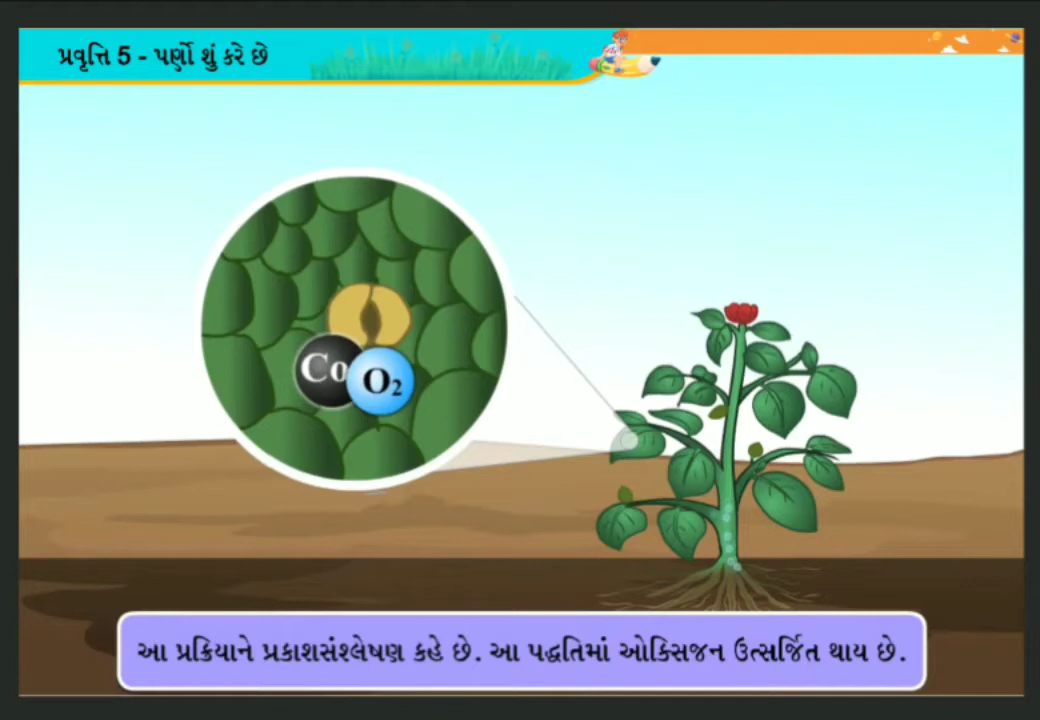 પ્રવૃત્તિ 5 - પર્ણો શું કરે છે
Co
O₂
આ પ્રક્રિયાને પ્રકાશસંશ્લેષણ કહે છે. આ પદ્ધતિમાં ઓક્સિજન ઉત્સર્જિત થાય છે.